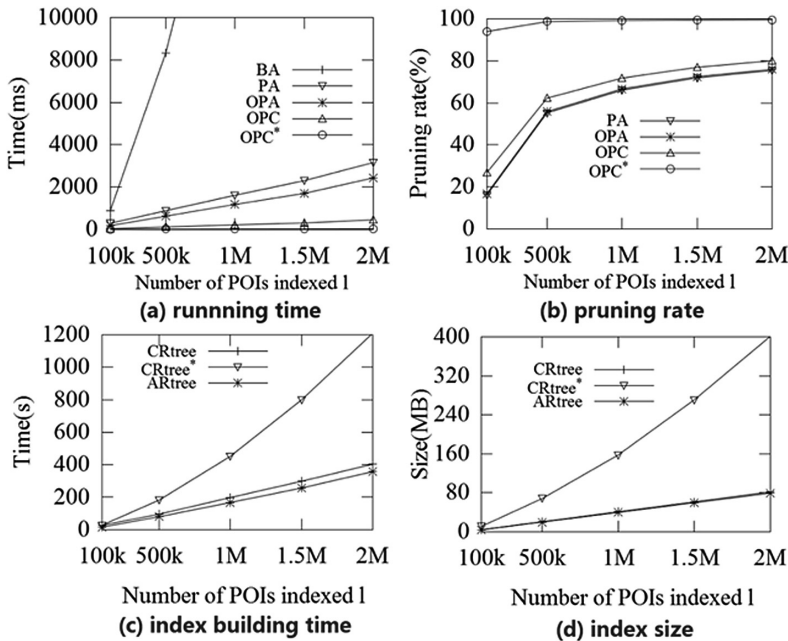 10000
8000
6000
4000
2000
0
Time(ms)
BA
PA
OPA
OPC
OPC*
100k 500k 1M 1.5M 2M
Number of POIs indexed l
(a) runnning time
100
80
60
40
20
0
Pruning rate(%)
PA
OPA
OPC
OPC*
100k 500k 1M 1.5M 2M
Number of POIs indexed l
(b) pruning rate
1200
1000
800
600
400
200
0
Time(s)
CRtree
CRtree*
ARtree
100k 500k 1M 1.5M 2M
Number of POIs indexed l
(c) index building time
400
320
240
160
80
0
Size(MB)
CRtree
CRtree*
ARtree
100k 500k 1M 1.5M 2M
Number of POIs indexed l
(d) index size